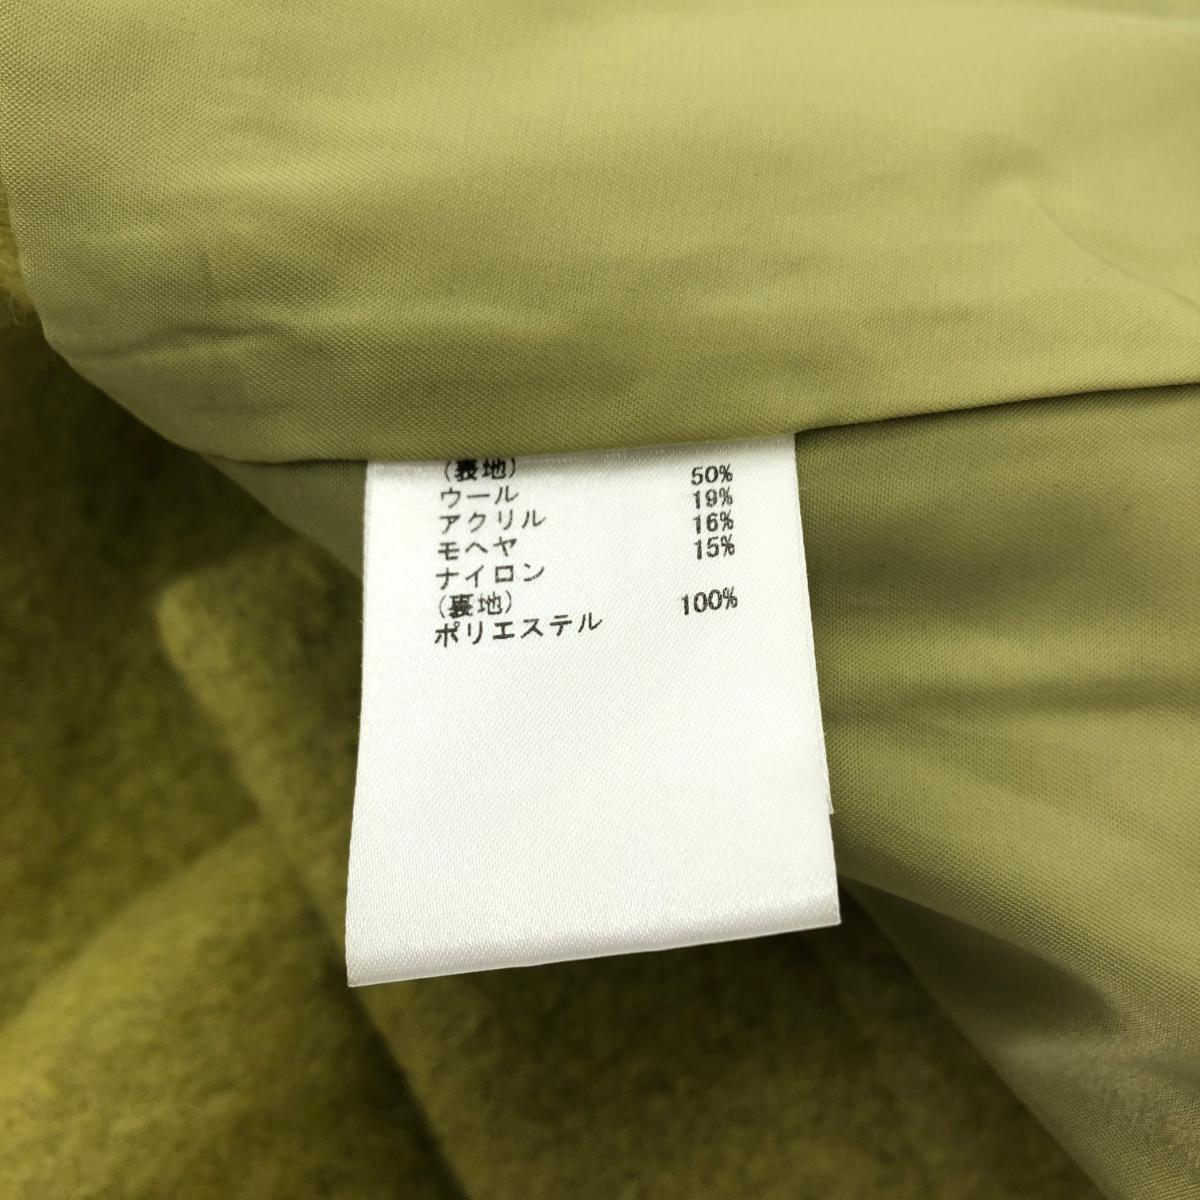 (表地)
ウール 50%
アクリル 19%
モヘヤ 16%
ナイロン 15%
(裏地)
ポリエステル 100%